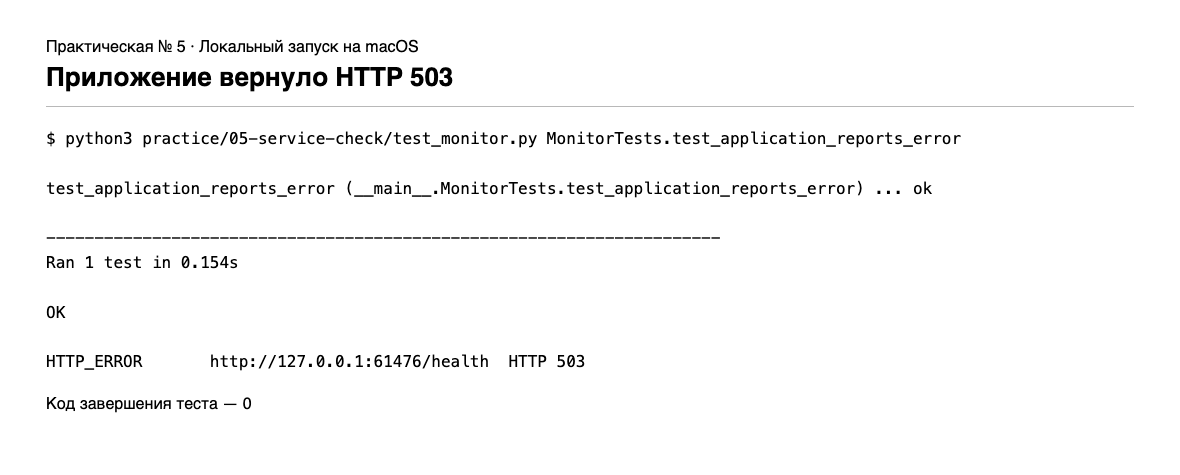 Практическая № 5 · Локальный запуск на macOS
Приложение вернуло HTTP 503
$ python3 practice/05-service-check/test_monitor.py MonitorTests.test_application_reports_error
test_application_reports_error (__main__.MonitorTests.test_application_reports_error) ... ok
----------------------------------------------------------------------
Ran 1 test in 0.154s
OK
HTTP_ERROR       http://127.0.0.1:61476/health  HTTP 503
Код завершения теста — 0